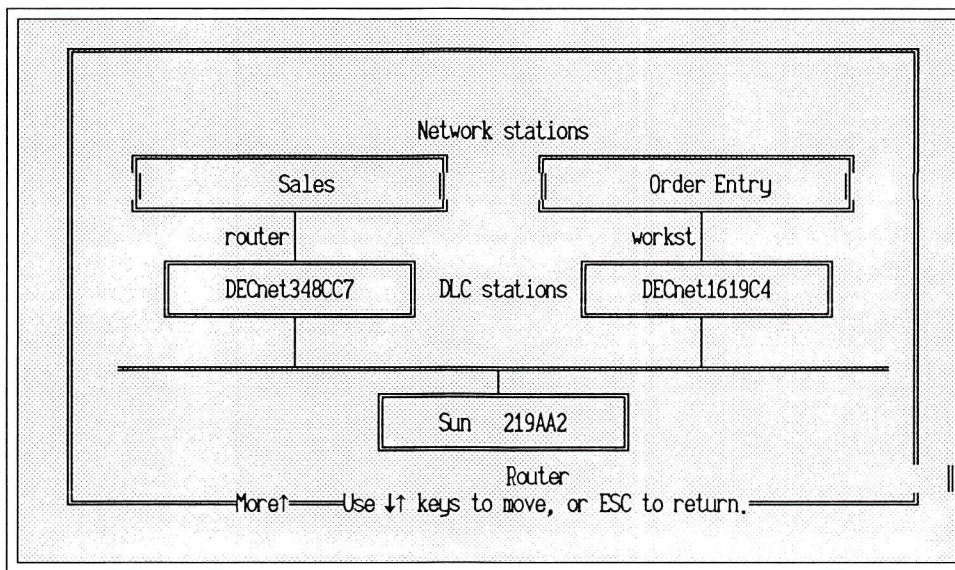 Network stations
Sales Order Entry
router workst
DECnet348CC7 DLC stations DECnet1619C4
Sun 219AA2
Router
More↑ Use ↓↑ keys to move, or ESC to return.